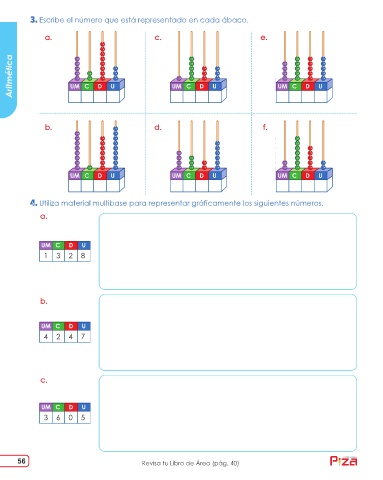 Aritmética
3. Escribe el número que está representado en cada ábaco.
a. c. e.
UM C D U UM C D U UM C D U
b. d. f.
UM C D U UM C D U UM C D U
4. Utiliza material multibase para representar gráficamente los siguientes números.
a.
UM C D U
1 3 2 8
b.
UM C D U
4 2 4 7
c.
UM C D U
3 6 0 5
56
Revisa tu Libro de Área (pág. 40)